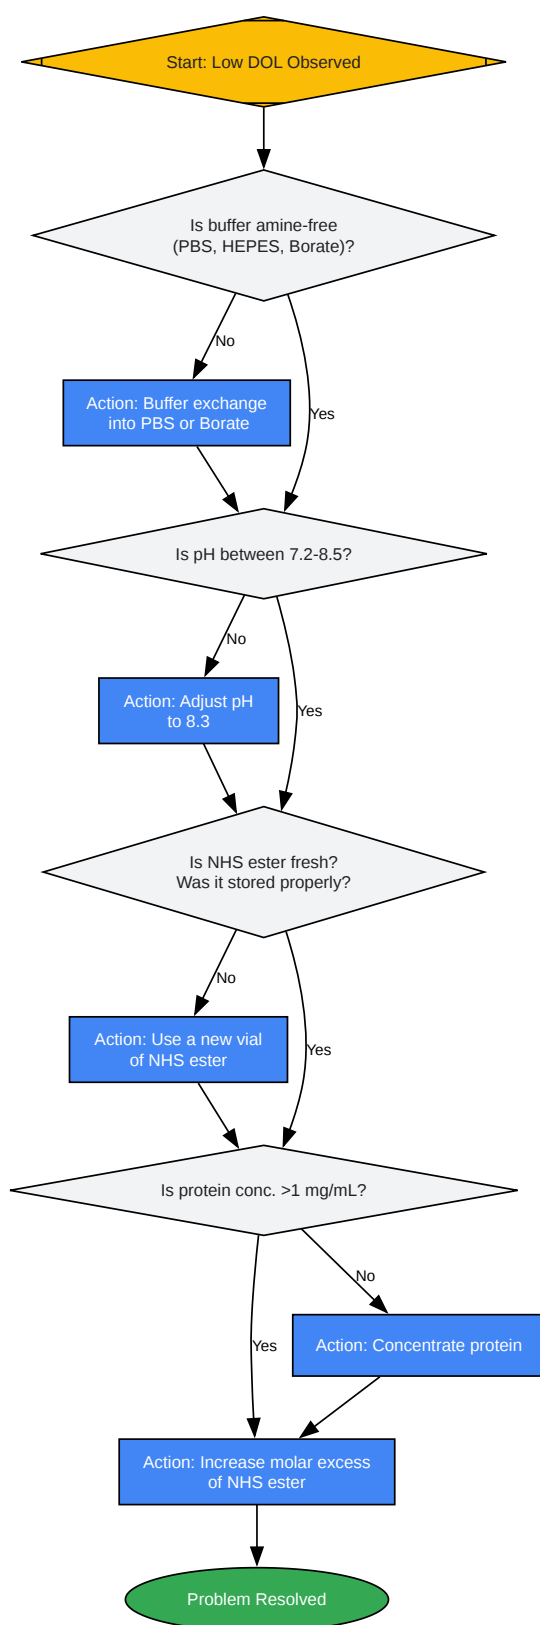 Start: Low DOL Observed
Is buffer amine-free
(PBS, HEPES, Borate)?
No
Yes
Action: Buffer exchange
into PBS or Borate
Is pH between 7.2-8.5?
No
Yes
Action: Adjust pH
to 8.3
Is NHS ester fresh?
Was it stored properly?
No
Yes
Action: Use a new vial
of NHS ester
Is protein conc. >1 mg/mL?
No
Yes
Action: Concentrate protein
Action: Increase molar excess
of NHS ester
Problem Resolved